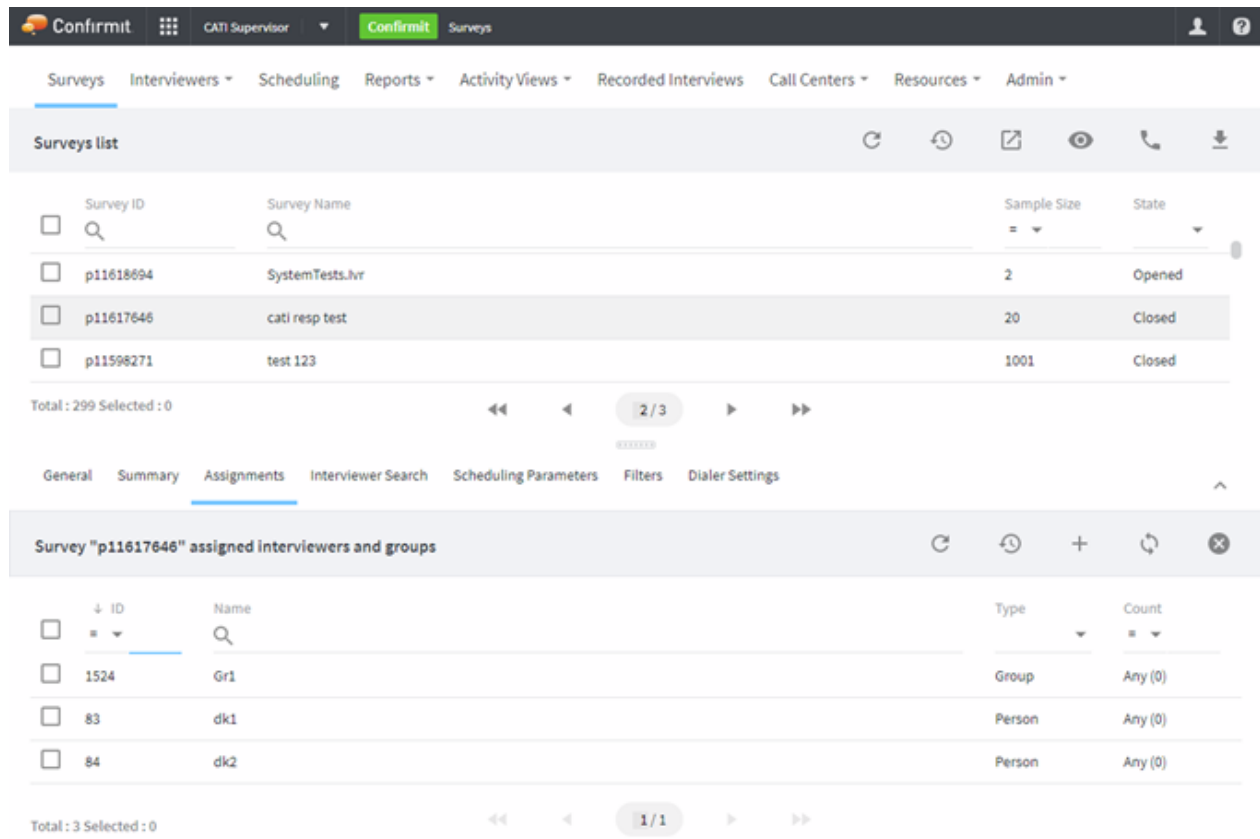 Confirmit CATI Supervisor Confirmit Surveys
Surveys Interviewers Scheduling Reports Activity Views Recorded Interviews Call Centers Resources Admin
Surveys list
Survey ID Survey Name Sample Size State
=
p11618694 SystemTests.lvr 2 Opened
p11617646 cati resp test 20 Closed
p11598271 test 123 1001 Closed
Total : 299 Selected : 0 2 / 3
General Summary Assignments Interviewer Search Scheduling Parameters Filters Dialer Settings
Survey "p11617646" assigned interviewers and groups
ID Name Type Count
= =
1524 Gr1 Group Any (0)
83 dk1 Person Any (0)
84 dk2 Person Any (0)
Total : 3 Selected : 0 1 / 1